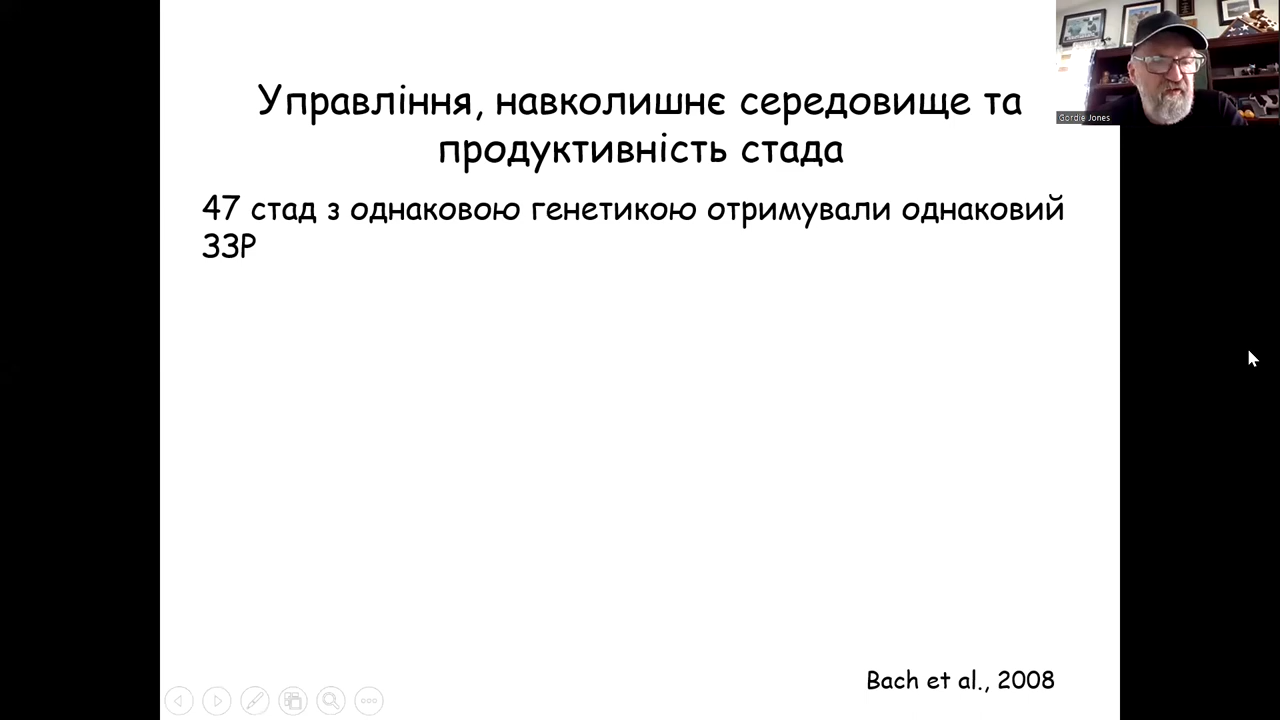 Управління, навколишнє середовище та
продуктивність стада
47 стад з однаковою генетикою отримували однаковий
ЗЗР
Bach et al., 2008
Gordie Jones